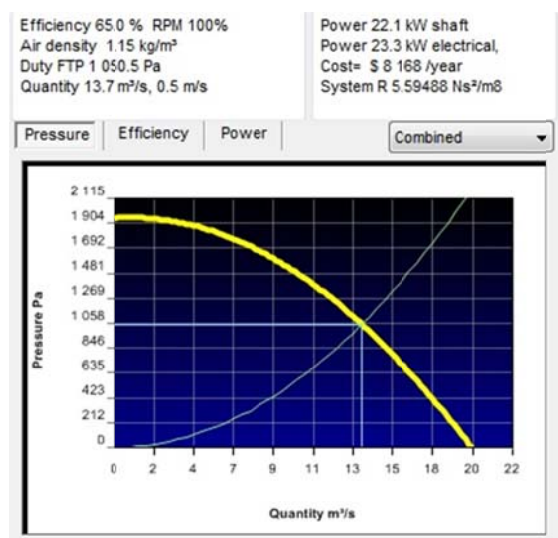 Efficiency 65.0 % RPM 100%
Air density 1.15 kg/m³
Duty FTP 1 050.5 Pa
Quantity 13.7 m³/s, 0.5 m/s
Power 22.1 kW shaft
Power 23.3 kW electrical,
Cost= $ 8 168 /year
System R 5.59488 Ns²/m8
Pressure Efficiency Power Combined
2 115
1 904
1 692
1 481
1 269
1 058
846
635
423
212
0
Pressure Pa
0 2 4 7 9 11 13 15 18 20 22
Quantity m³/s